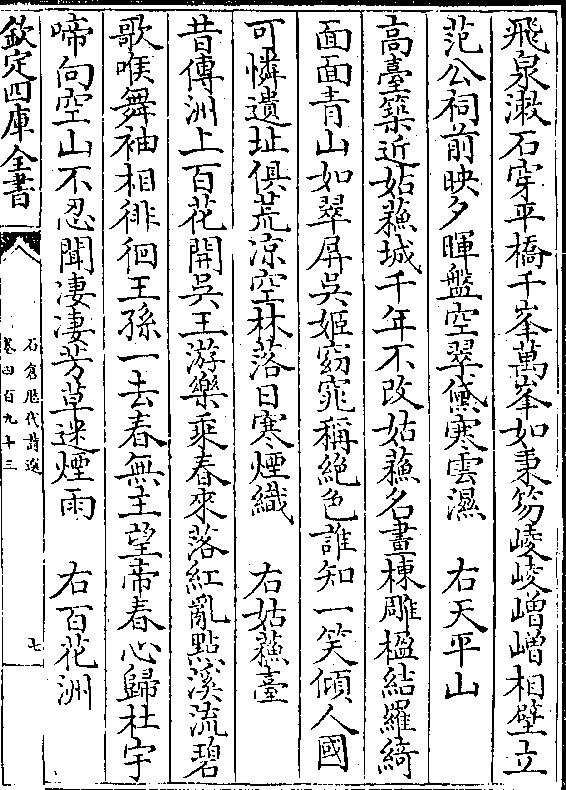 飛泉潄石穿平橋千峯萬峯如秉笏崚崚嶒嶒相壁立
范公祠前映夕暉盤空翠黛寒雲濕　右天平山
高臺築近姑蘓城千年不改姑蘓名畫棟雕楹結羅綺
面面青山如翠屏吳姬窈窕稱絶色誰知一笑傾人國
可憐遺址俱荒凉空林落日寒煙織　右姑蘓臺
昔傳洲上百花開吳王游樂乘春來落紅亂點溪流碧
歌喉舞袖相徘徊王孫一去春無主望帝春心歸杜宇
啼向空山不忍聞凄凄芳草迷煙雨　右百花洲
欽定四庫全書
石倉歷代詩選
卷四百九十三
七